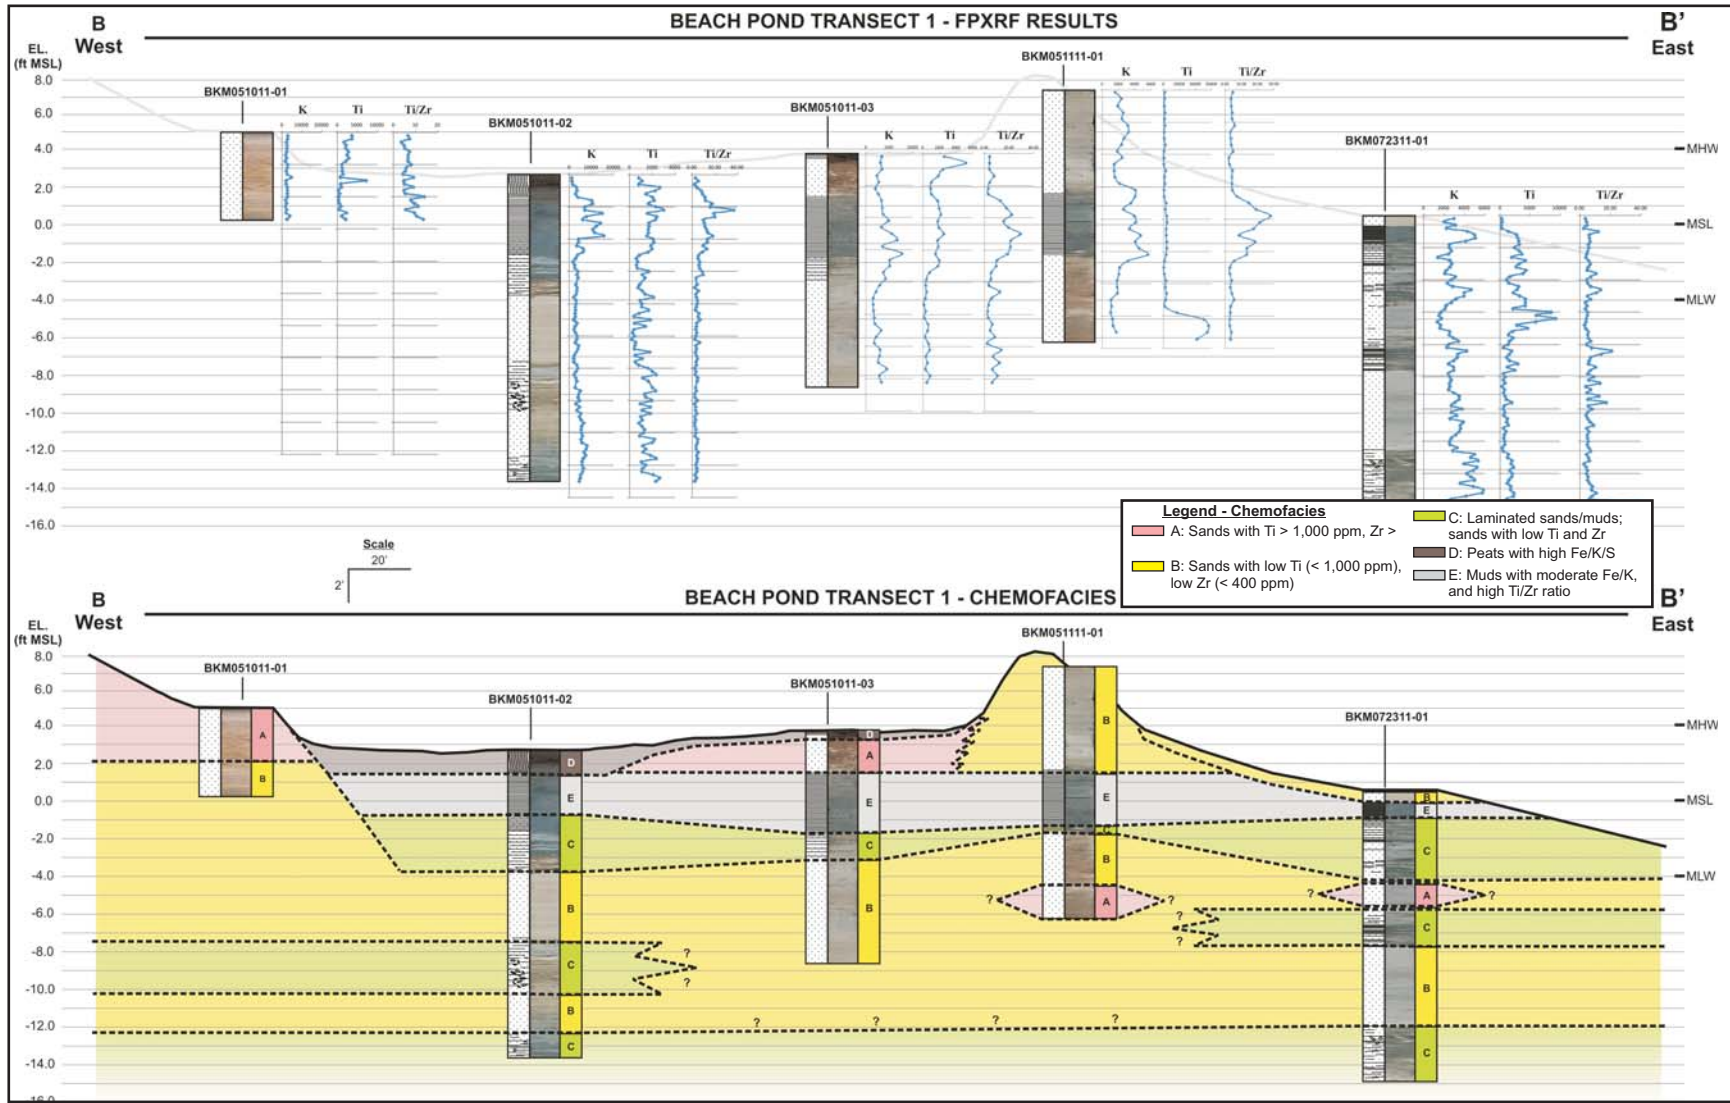 BEACH POND TRANSECT 1 - FPXRF RESULTS
B
West
B'
East
EL.
(ft MSL)
8.0
6.0
4.0
2.0
0.0
-2.0
-4.0
-6.0
-8.0
-10.0
-12.0
-14.0
-16.0
BKM051011-01
K Ti Ti/Zr
BKM051011-02
K Ti Ti/Zr
BKM051011-03
K Ti Ti/Zr
BKM051111-01
K Ti Ti/Zr
BKM072311-01
K Ti Ti/Zr
MHW
MSL
MLW
Legend - Chemofacies
A: Sands with Ti > 1,000 ppm, Zr >
B: Sands with low Ti (< 1,000 ppm),
low Zr (< 400 ppm)
C: Laminated sands/muds;
sands with low Ti and Zr
D: Peats with high Fe/K/S
E: Muds with moderate Fe/K,
and high Ti/Zr ratio
Scale
20'
2'
BEACH POND TRANSECT 1 - CHEMOFACIES
B
West
B'
East
EL.
(ft MSL)
8.0
6.0
4.0
2.0
0.0
-2.0
-4.0
-6.0
-8.0
-10.0
-12.0
-14.0
-16.0
BKM051011-01
A
B
BKM051011-02
D
E
C
B
C
B
C
? ?
BKM051011-03
D
A
E
C
B
BKM051111-01
B
E
C
B
A
? ?
BKM072311-01
B
E
C
A
C
B
C
? ?
? ?
? ? ? ?
MHW
MSL
MLW